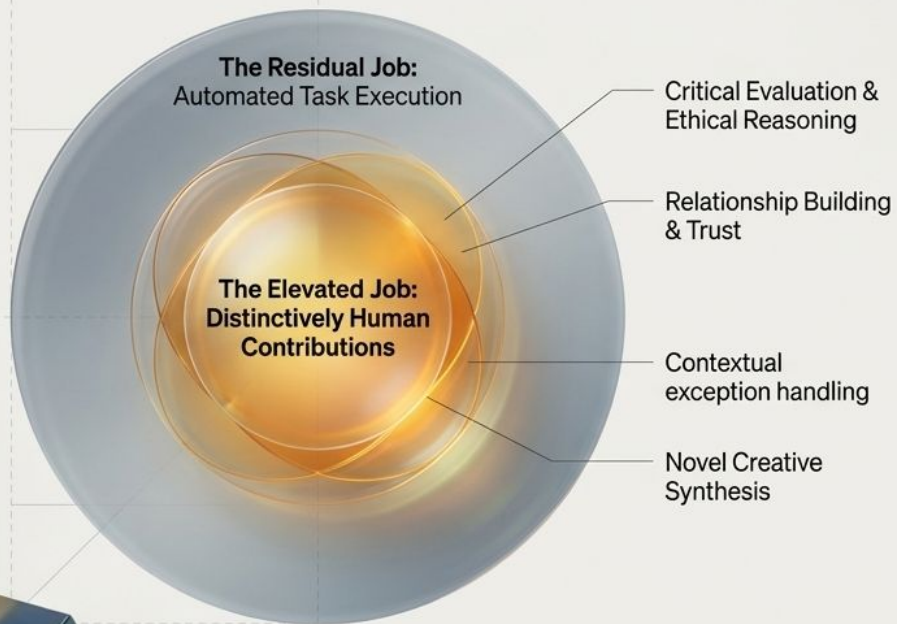 The Residual Job:
Automated Task Execution
Critical Evaluation &
Ethical Reasoning
Relationship Building
& Trust
The Elevated Job:
Distinctively Human
Contributions
Contextual
exception handling
Novel Creative
Synthesis